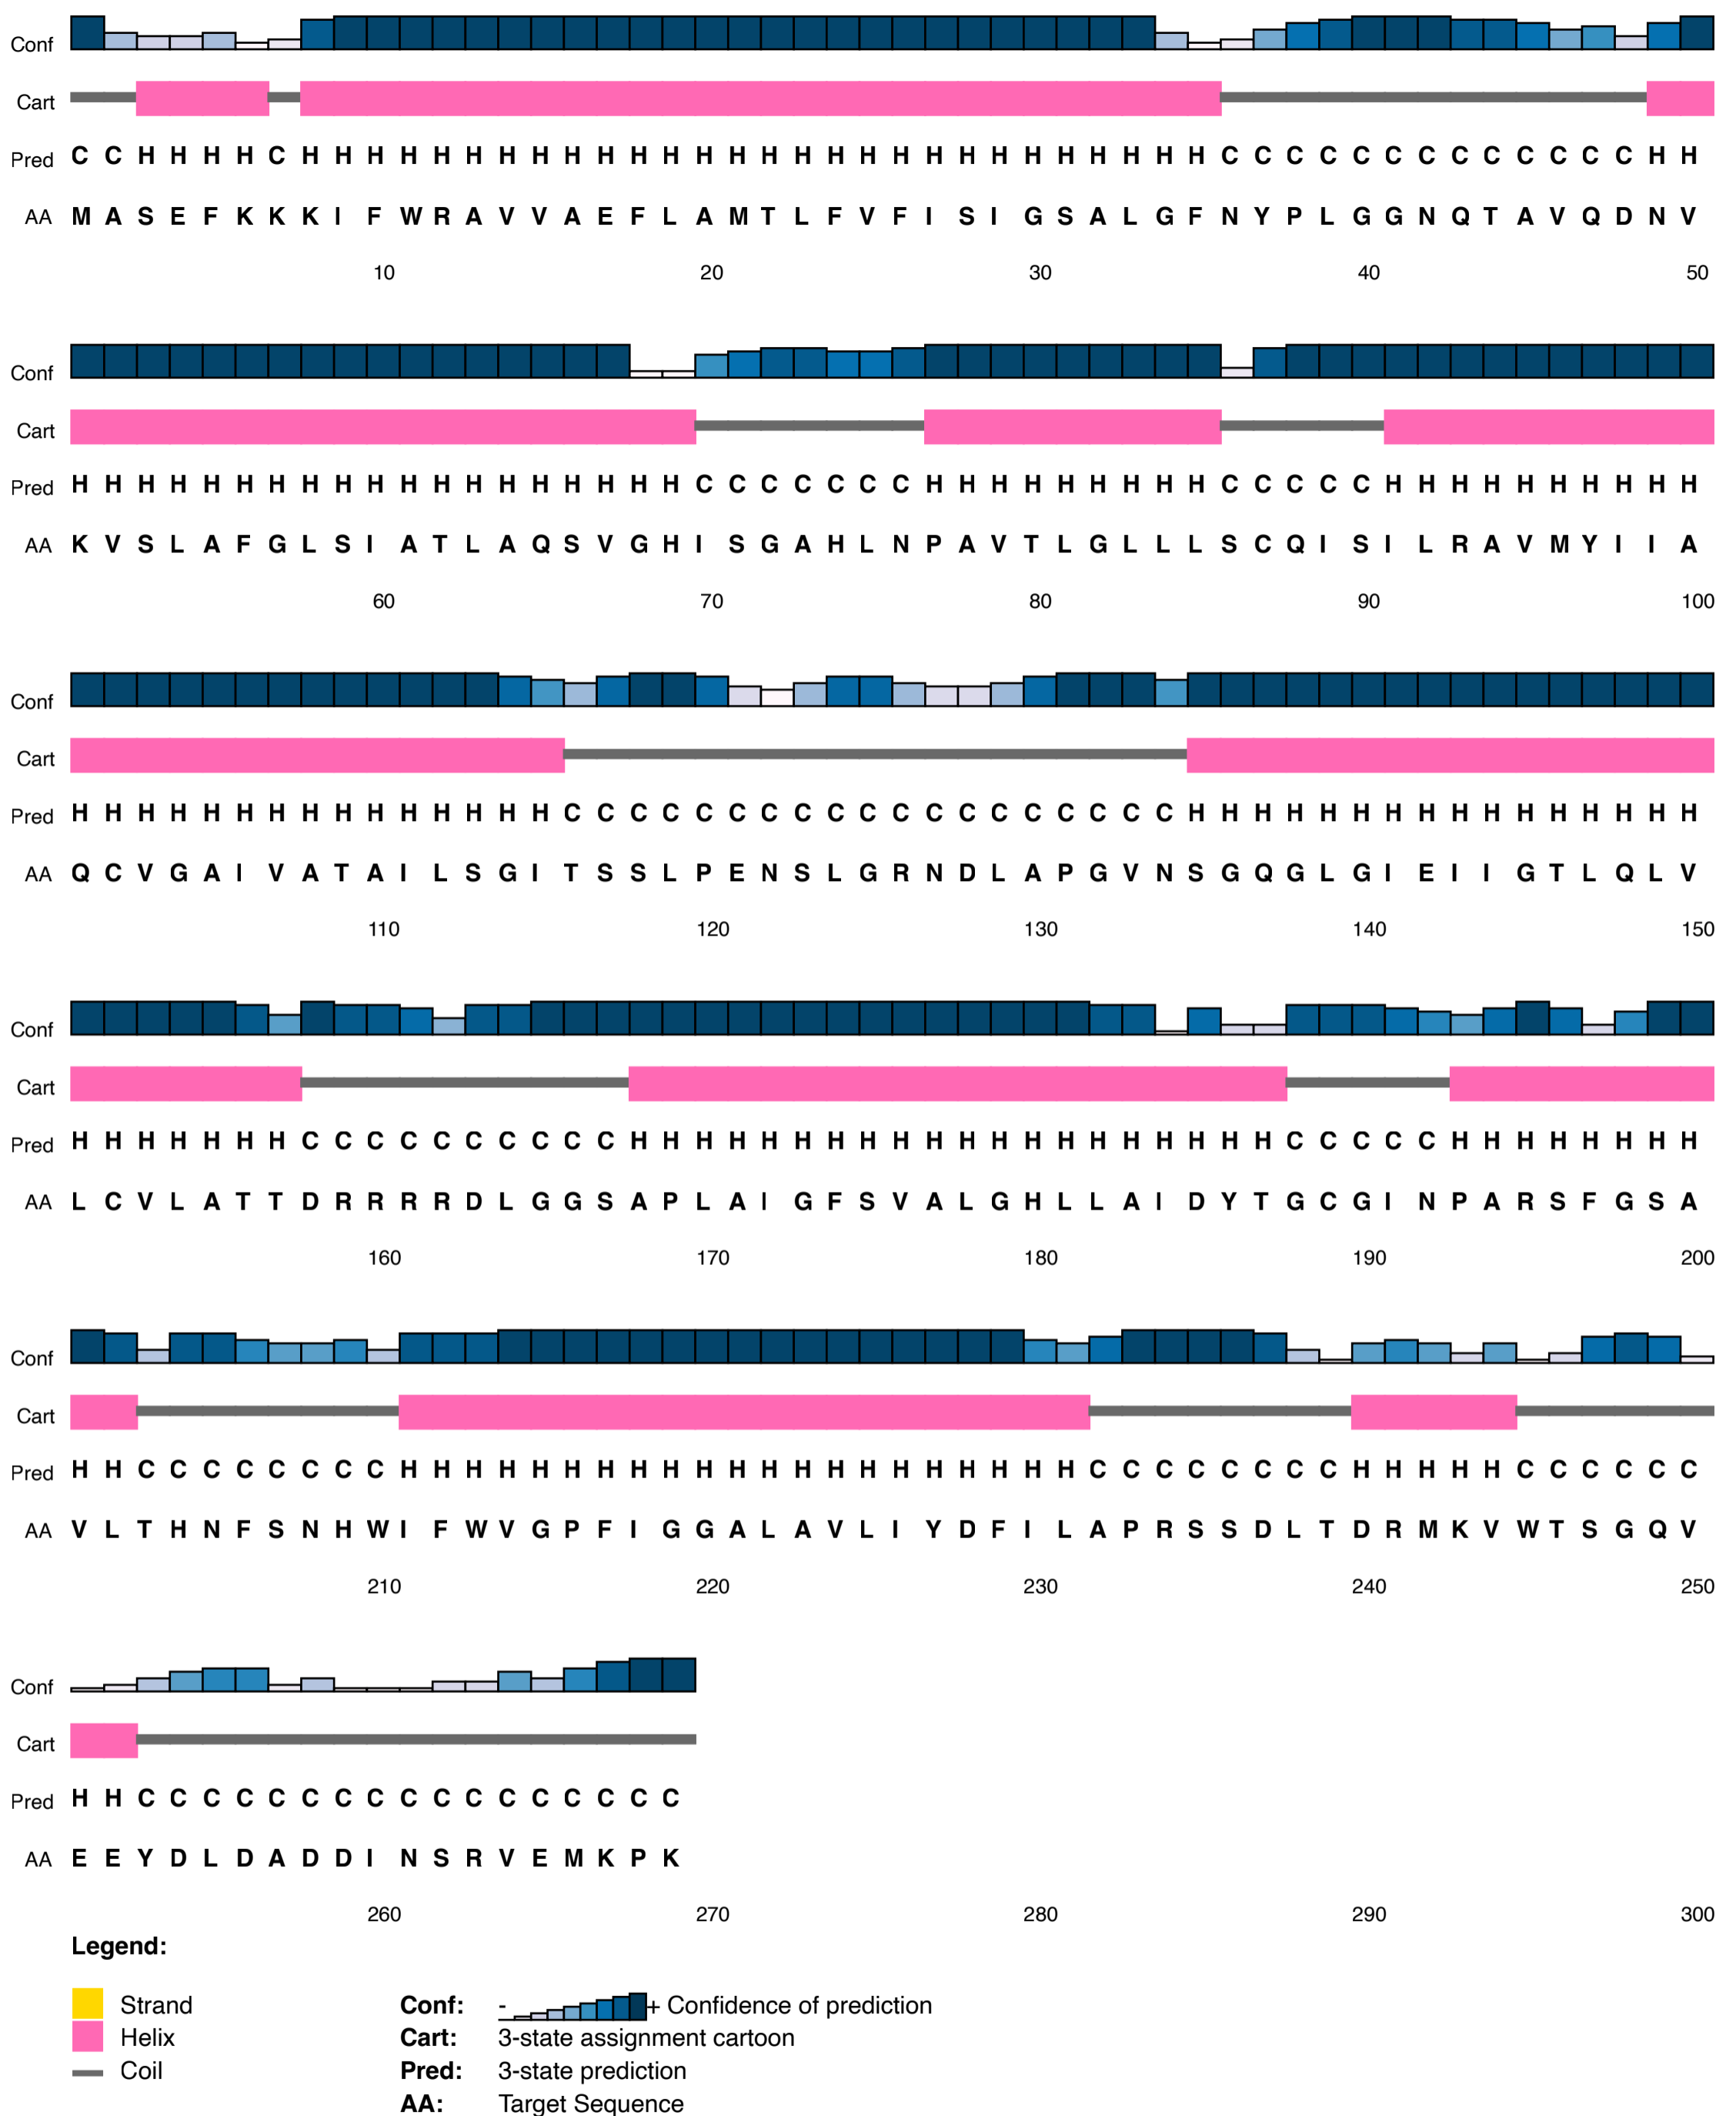 Conf
Cart
Pred C C H H H H C H H H H H H H H H H H H H H H H H H H H H H H H H H H H C C C C C C C C C C C C C H H
AA M A S E F K K K I F W R A V V A E F L A M T L F V F I S I G S A L G F N Y P L G G N Q T A V Q D N V
10 20 30 40 50
Conf
Cart
Pred H H H H H H H H H H H H H H H H H H H C C C C C C C H H H H H H H H H C C C C C H H H H H H H H H H
AA K V S L A F G L S I A T L A Q S V G H I S G A H L N P A V T L G L L L S C Q I S I L R A V M Y I I A
60 70 80 90 100
Conf
Cart
Pred H H H H H H H H H H H H H H H C C C C C C C C C C C C C C C C C C C H H H H H H H H H H H H H H H H
AA Q C V G A I V A T A I L S G I T S S L P E N S L G R N D L A P G V N S G Q G L G I E I I G T L Q L V
110 120 130 140 150
Conf
Cart
Pred H H H H H H H C C C C C C C C C C H H H H H H H H H H H H H H H H H H H H C C C C C H H H H H H H H
AA L C V L A T T D R R R R D L G G S A P L A I G F S V A L G H L L A I D Y T G C G I N P A R S F G S A
160 170 180 190 200
Conf
Cart
Pred H H C C C C C C C C H H H H H H H H H H H H H H H H H H H H H C C C C C C C C H H H H H C C C C C C
AA V L T H N F S N H W I F W V G P F I G G A L A V L I Y D F I L A P R S S D L T D R M K V W T S G Q V
210 220 230 240 250
Conf
Cart
Pred H H C C C C C C C C C C C C C C C C C
AA E E Y D L D A D D I N S R V E M K P K
260 270 280 290 300
Legend:
Strand Conf: - + Confidence of prediction
Helix Cart: 3-state assignment cartoon
Coil Pred: 3-state prediction
AA: Target Sequence